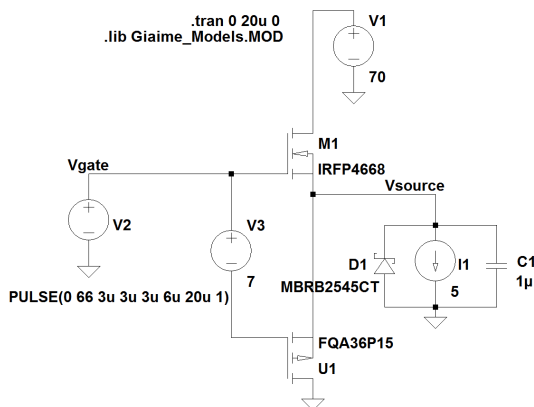 .tran 0 20u 0
.lib Giaime_Models.MOD
V1
70
M1
IRFP4668
Vgate
Vsource
V2
V3
7
D1
MBRB2545CT
I1
5
C1
1µ
PULSE(0 66 3u 3u 3u 6u 20u 1)
FQA36P15
U1